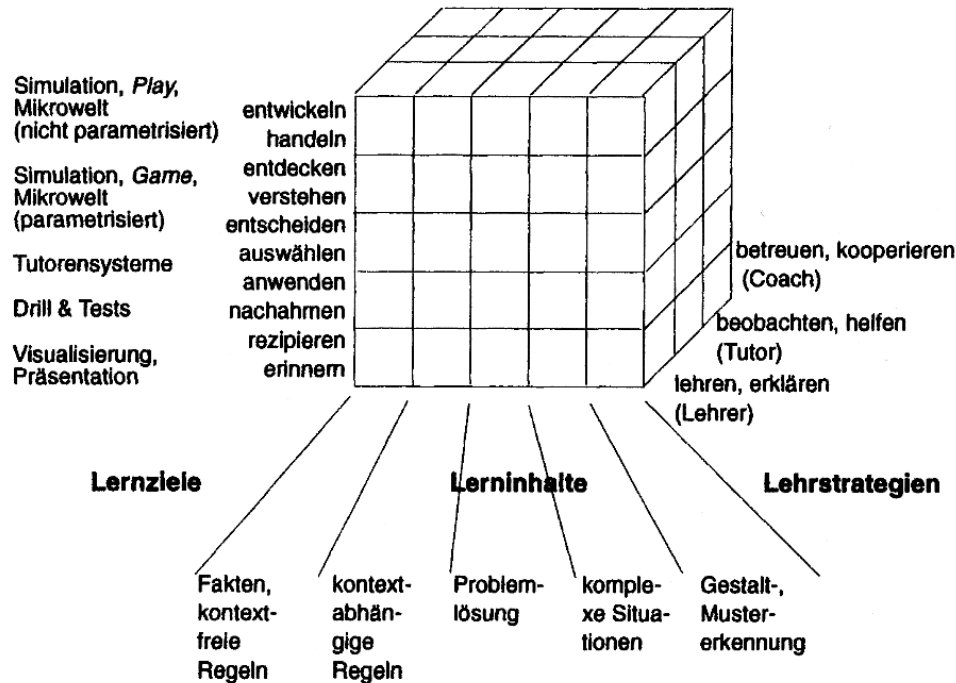 Simulation, Play,
Mikrowelt
(nicht parametrisiert)
Simulation, Game,
Mikrowelt
(parametrisiert)
Tutorensysteme
Drill & Tests
Visualisierung,
Präsentation
entwickeln
handeln
entdecken
verstehen
entscheiden
auswählen
anwenden
nachahmen
rezipieren
erinnern
betreuen, kooperieren
(Coach)
beobachten, helfen
(Tutor)
lehren, erklären
(Lehrer)
Lernziele
Lerninhalte
Lehrstrategien
Fakten,
kontext-
freie
Regeln
kontext-
abhän-
gige
Regeln
Problem-
lösung
komple-
xe Situa-
tionen
Gestalt-,
Muster-
erkennung